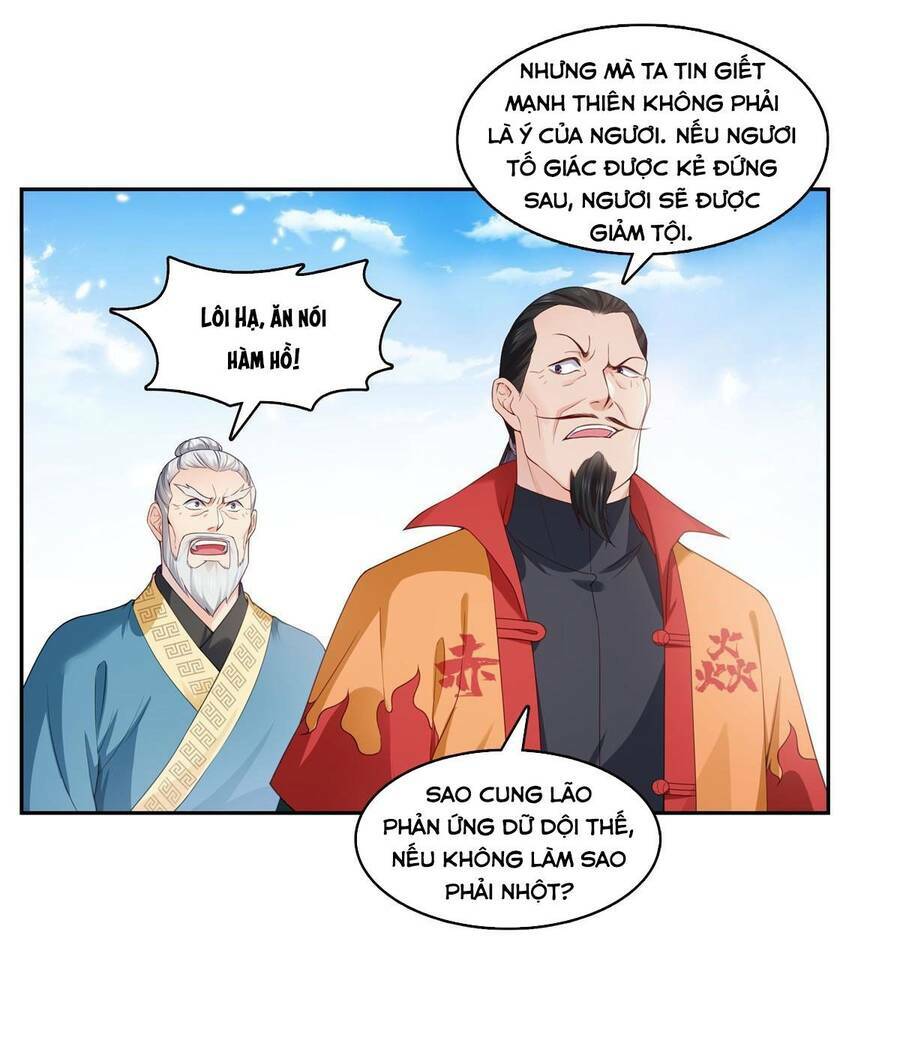 NHƯNG MÀ TA TIN GIẾT
MẠNH THIÊN KHÔNG PHẢI
LÀ Ý CỦA NGƯƠI. NẾU NGƯƠI
TỐ GIÁC ĐƯỢC KẺ ĐỨNG
SAU, NGƯƠI SẼ ĐƯỢC
GIẢM TỘI.
LÔI HẠ, ĂN NÓI
HÀM HỒ!
赤
焱
SAO CUNG LÃO
PHẢN ỨNG DỮ DỘI THẾ,
NẾU KHÔNG LÀM SAO
PHẢI NHỘT?